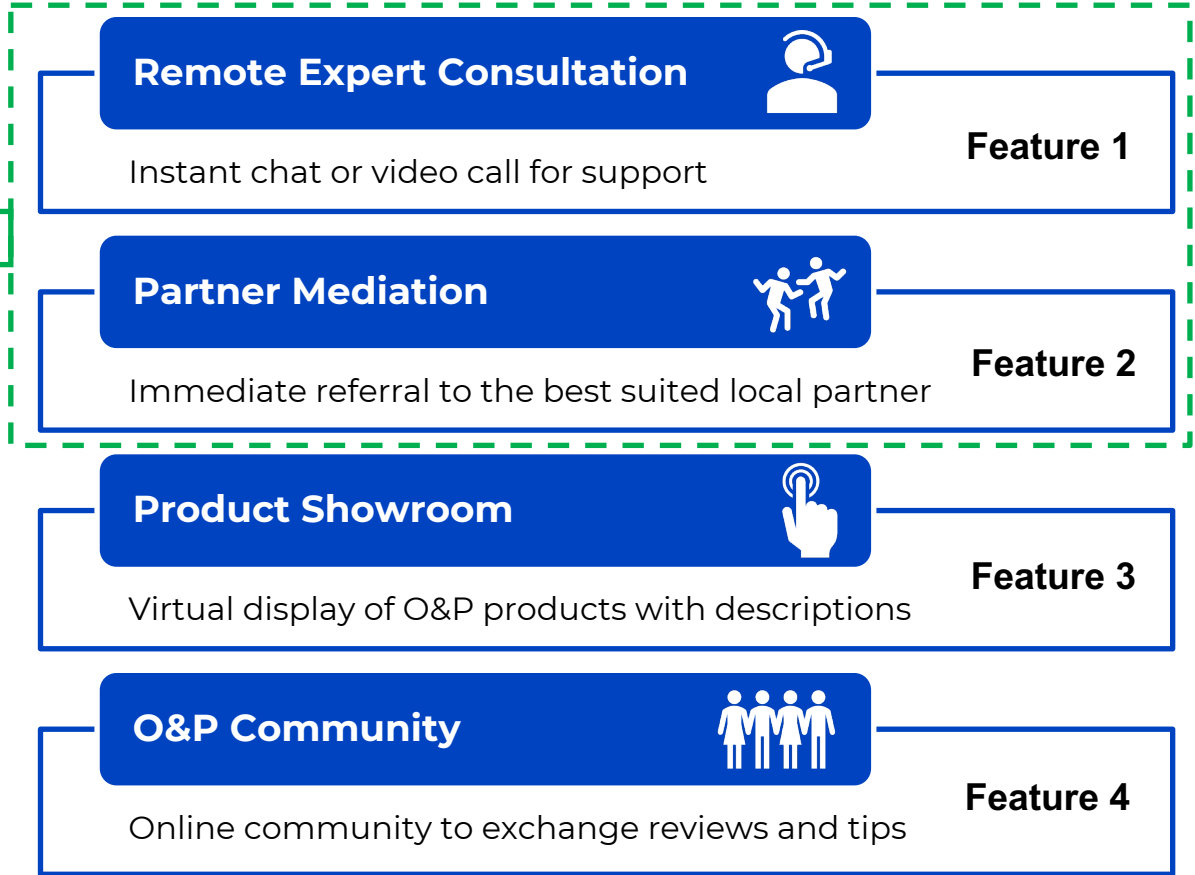 Remote Expert Consultation
Feature 1
Instant chat or video call for support
Partner Mediation
Feature 2
Immediate referral to the best suited local partner
Product Showroom
Feature 3
Virtual display of O&P products with descriptions
O&P Community
Feature 4
Online community to exchange reviews and tips